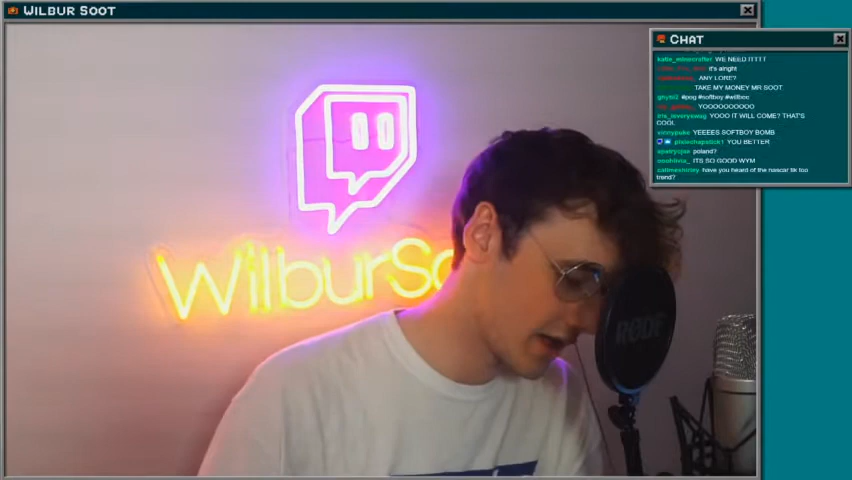 WILBUR SOOT
CHAT
WE NEED ITTTT
it's alright
ANY LORE?
TAKE MY MONEY MR SOOT
#pog #softboy #wilbee
YOOOOOOOOOO
YOOO IT WILL COME? THAT'S
COOL
YEEEES SOFTBOY BOMB
YOU BETTER
poland?
ITS SO GOOD WYM
have you heard of the nascar tik too
trend?
WilburSo
RØDE